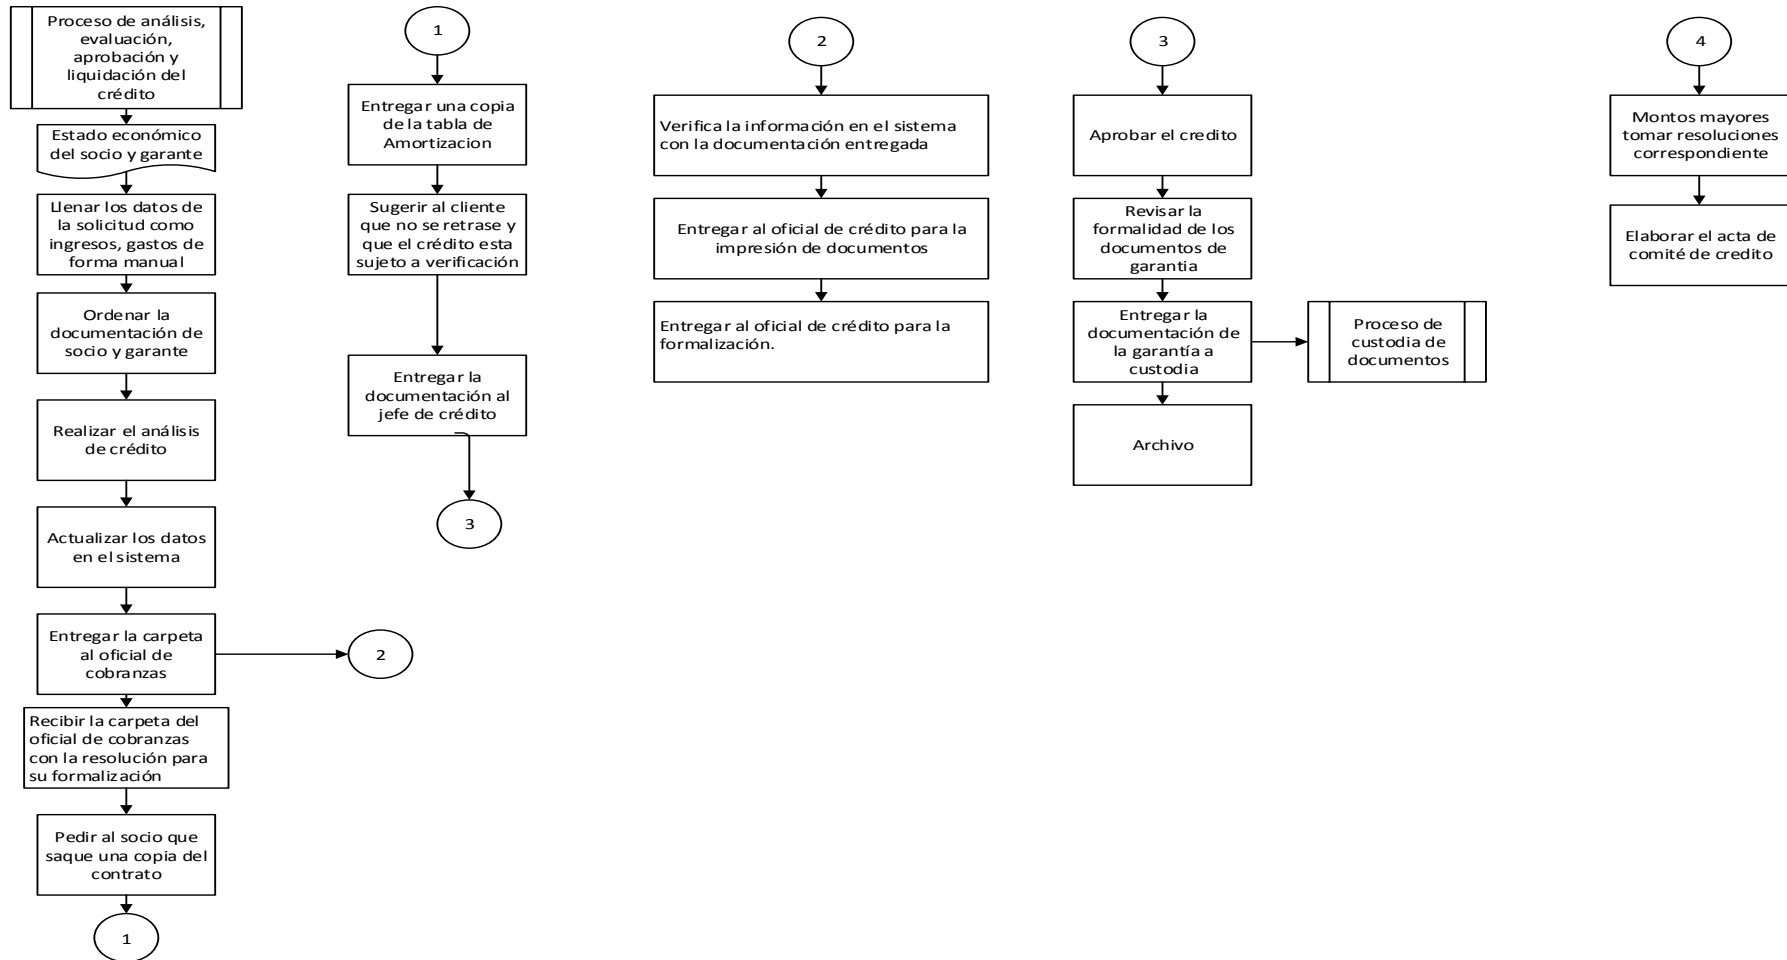 Proceso de análisis,
evaluación,
aprobación y
liquidación del
crédito
Estado económico
del socio y garante
Llenar los datos de
la solicitud como
ingresos, gastos de
forma manual
Ordenar la
documentación de
socio y garante
Realizar el análisis
de crédito
Actualizar los datos
en el sistema
Entregar la carpeta
al oficial de
cobranzas
2
Recibir la carpeta del
oficial de cobranzas
con la resolución para
su formalización
Pedir al socio que
saque una copia del
contrato
1
1
Entregar una copia
de la tabla de
Amortizacion
Sugerir al cliente
que no se retrase y
que el crédito esta
sujeto a verificación
Entregar la
documentación al
jefe de crédito
3
2
Verifica la información en el sistema
con la documentación entregada
Entregar al oficial de crédito para la
impresión de documentos
Entregar al oficial de crédito para la
formalización.
3
Aprobar el credito
Revisar la
formalidad de los
documentos de
garantia
Entregar la
documentación de
la garantía a
custodia
Proceso de
custodia de
documentos
Archivo
4
Montos mayores
tomar resoluciones
correspondiente
Elaborar el acta de
comité de credito